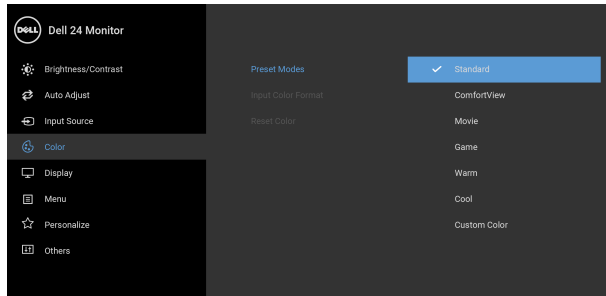 DELL Dell 24 Monitor
Brightness/Contrast
Auto Adjust
Input Source
Color
Display
Menu
Personalize
Others
Preset Modes
Input Color Format
Reset Color
Standard
ComfortView
Movie
Game
Warm
Cool
Custom Color